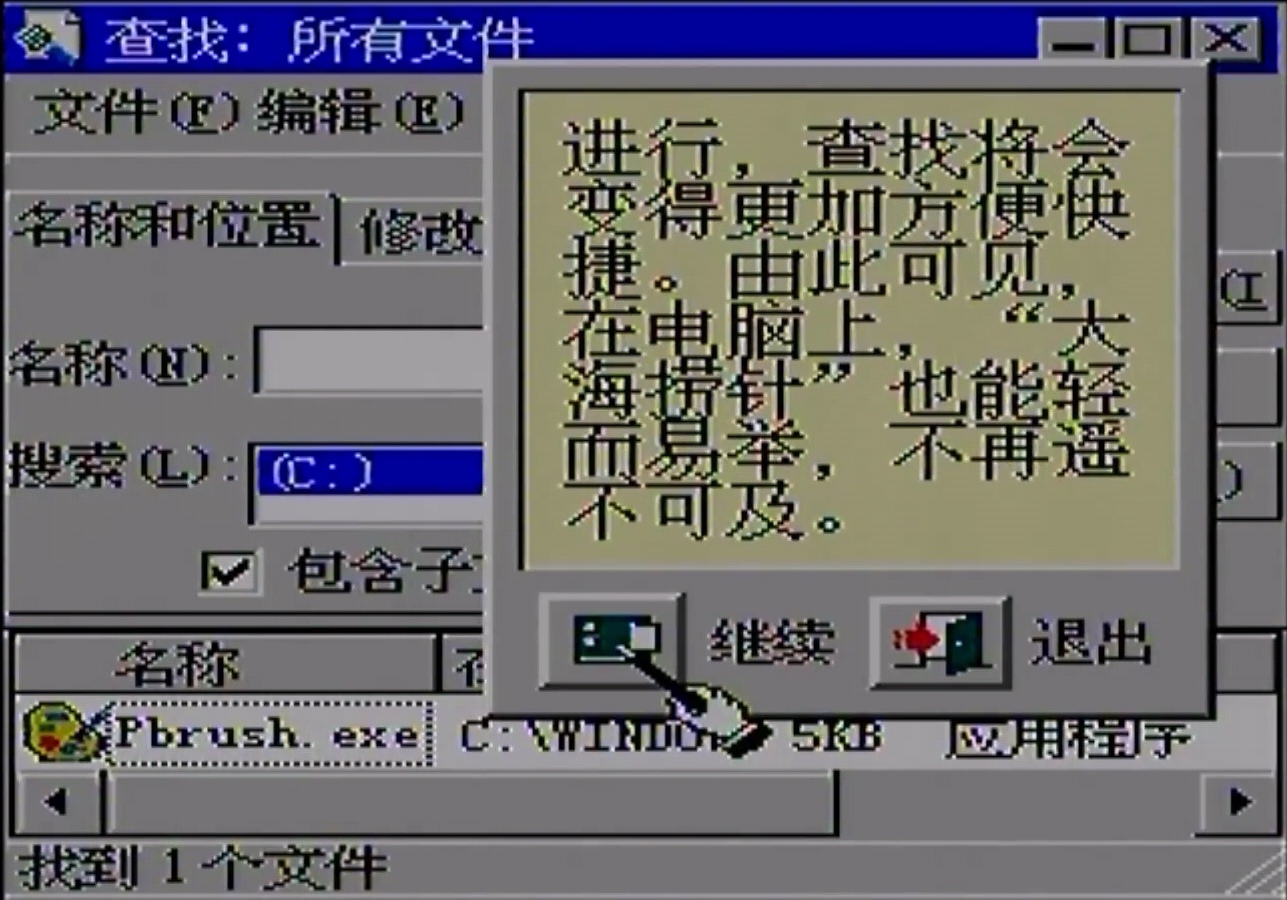 查找：所有文件
文件(F) 编辑(E)
名称和位置 修改
名称(N)：
搜索(L)： (C:)
包含子
进行，查找将会
变得更加方便快
捷。由此可见，
在电脑上，“大
海捞针”也能轻
而易举，不再遥
不可及。
继续 退出
(I
)
名称
Pbrush.exe C:\WINDO 5KB 应用程序
找到 1 个文件